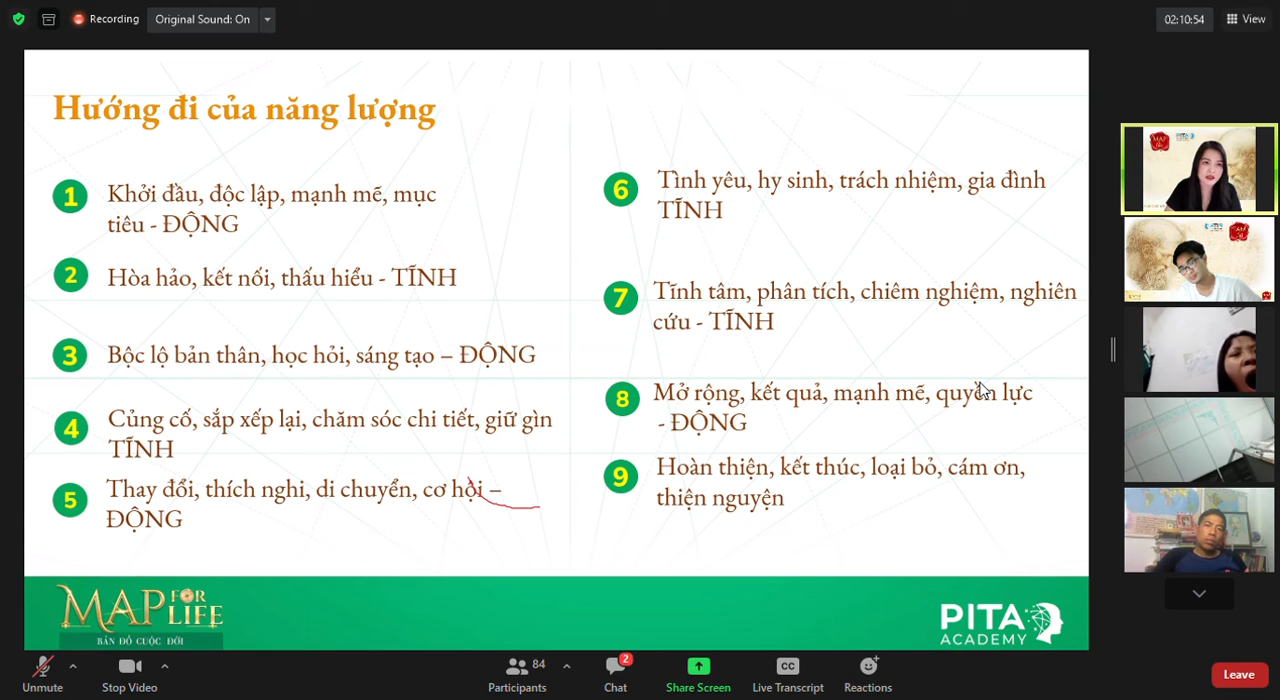 Recording
Original Sound: On
02:10:54
View
Hướng đi của năng lượng
1
Khởi đầu, độc lập, mạnh mẽ, mục
tiêu - ĐỘNG
2
Hòa hảo, kết nối, thấu hiểu - TĨNH
3
Bộc lộ bản thân, học hỏi, sáng tạo – ĐỘNG
4
Củng cố, sắp xếp lại, chăm sóc chi tiết, giữ gìn
TĨNH
5
Thay đổi, thích nghi, di chuyển, cơ hội –
ĐỘNG
6
Tình yêu, hy sinh, trách nhiệm, gia đình
TĨNH
7
Tĩnh tâm, phân tích, chiêm nghiệm, nghiên
cứu - TĨNH
8
Mở rộng, kết quả, mạnh mẽ, quyền lực
- ĐỘNG
9
Hoàn thiện, kết thúc, loại bỏ, cám ơn,
thiện nguyện
MAP FOR LIFE
BẢN ĐỒ CUỘC ĐỜI
PITA
ACADEMY
Unmute
Stop Video
84
Participants
2
Chat
Share Screen
CC
Live Transcript
Reactions
Leave